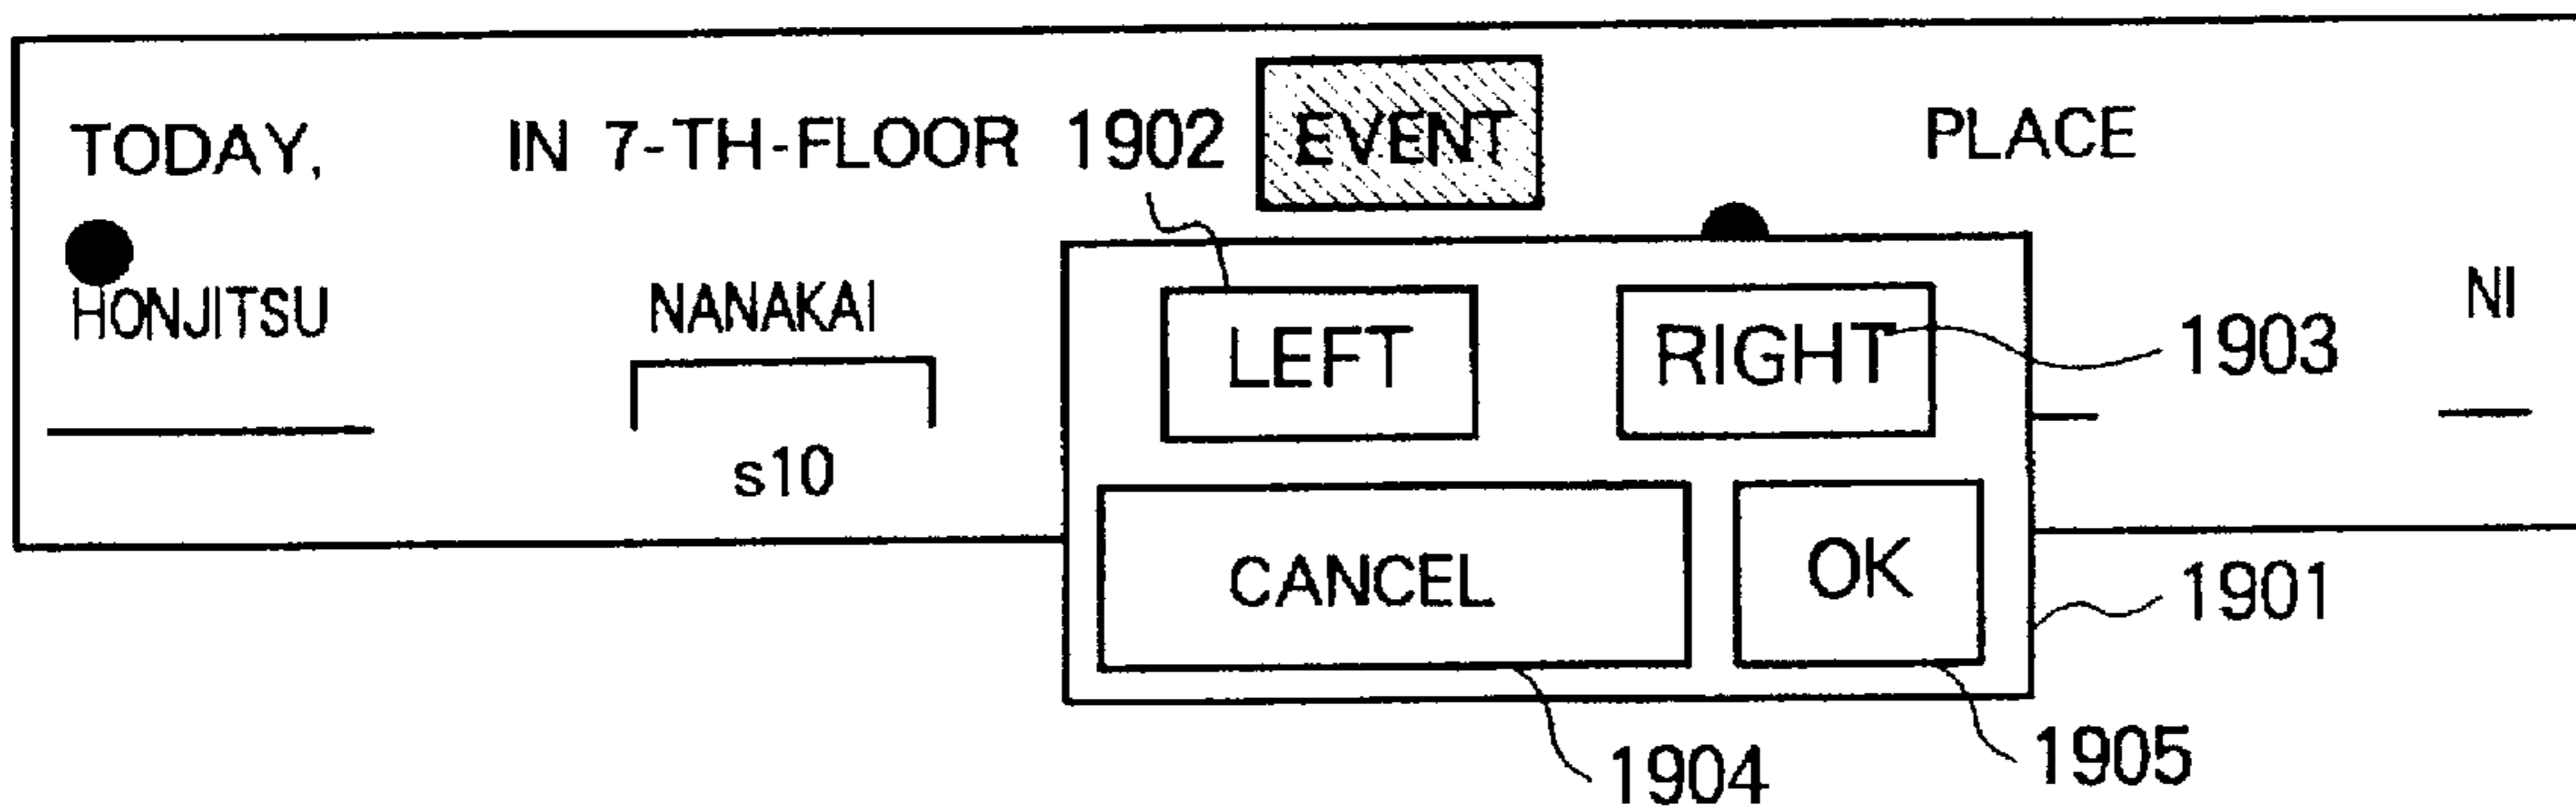 TODAY, IN 7-TH-FLOOR 1902 EVENT PLACE
HONJITSU NANAKAI NI
LEFT RIGHT 1903
s10
CANCEL OK 1901
1904 1905